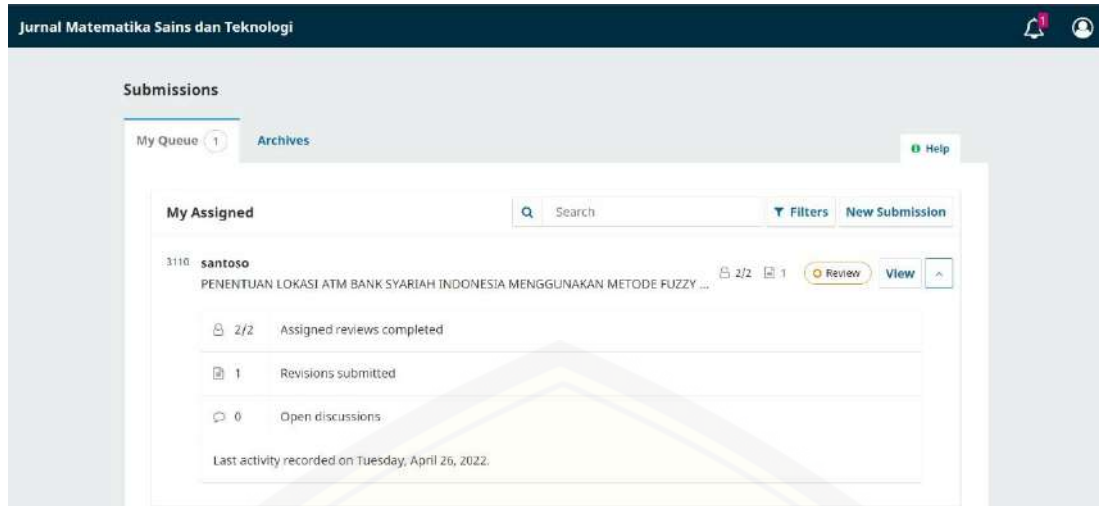 Jurnal Matematika Sains dan Teknologi
1
Submissions
My Queue 1 Archives
Help
My Assigned Search Filters New Submission
3110 santoso 2/2 1 Review View
PENENTUAN LOKASI ATM BANK SYARIAH INDONESIA MENGGUNAKAN METODE FUZZY ...
2/2 Assigned reviews completed
1 Revisions submitted
0 Open discussions
Last activity recorded on Tuesday, April 26, 2022.